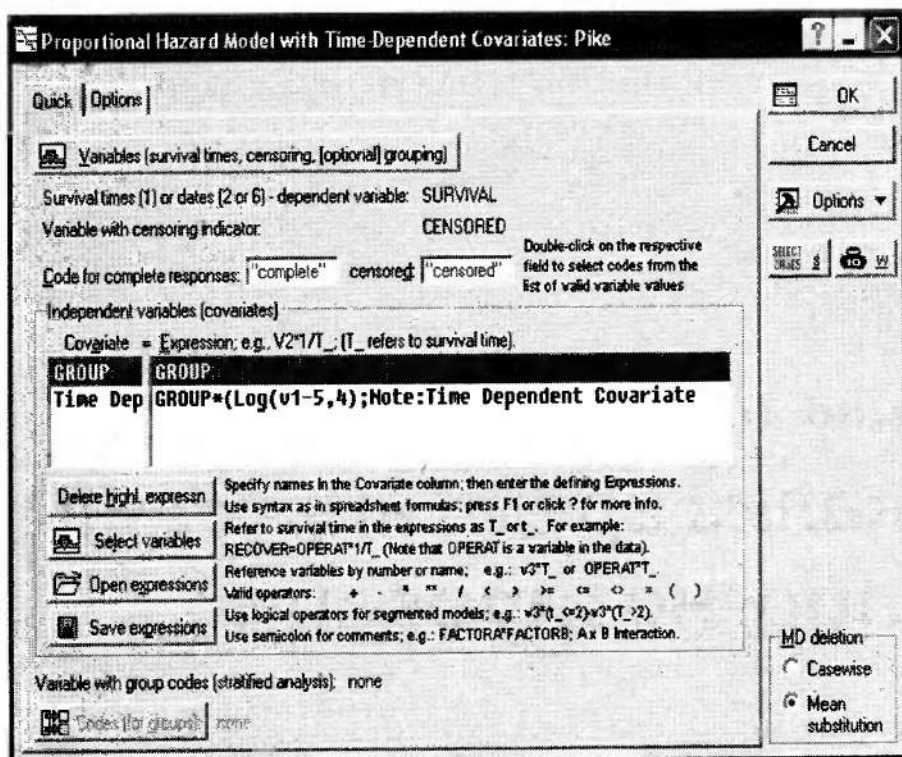 Proportional Hazard Model with Time-Dependent Covariates: Pike
Quick Options
OK
Cancel
Options
SELECT CASES S W
Variables (survival times, censoring, [optional] grouping)
Survival times (1) or dates (2 or 6) - dependent variable: SURVIVAL
Variable with censoring indicator: CENSORED
Code for complete responses: "complete" censored: "censored"
Double-click on the respective
field to select codes from the
list of valid variable values
Independent variables (covariates)
Covariate = Expression; e.g., V2*1/T_; (T_ refers to survival time).
GROUP GROUP
Time Dep GROUP*(Log(v1-5,4);Note:Time Dependent Covariate
Delete highl. expressn
Specify names in the Covariate column; then enter the defining Expressions.
Use syntax as in spreadsheet formulas; press F1 or click ? for more info.
Select variables
Refer to survival time in the expressions as T_ or t_. For example:
RECOVER=OPERAT*1/T_ (Note that OPERAT is a variable in the data).
Open expressions
Reference variables by number or name; e.g.: v3*T_ or OPERAT*T_.
Valid operators: + - * ** / < > >= <= <> = ( )
Save expressions
Use logical operators for segmented models; e.g.: v3*(t_<=2)-v3*(T_>2).
Use semicolon for comments; e.g.: FACTORA*FACTORB; A x B Interaction.
Variable with group codes (stratified analysis): none
Codes (for groups): none
MD deletion
Casewise
Mean
substitution